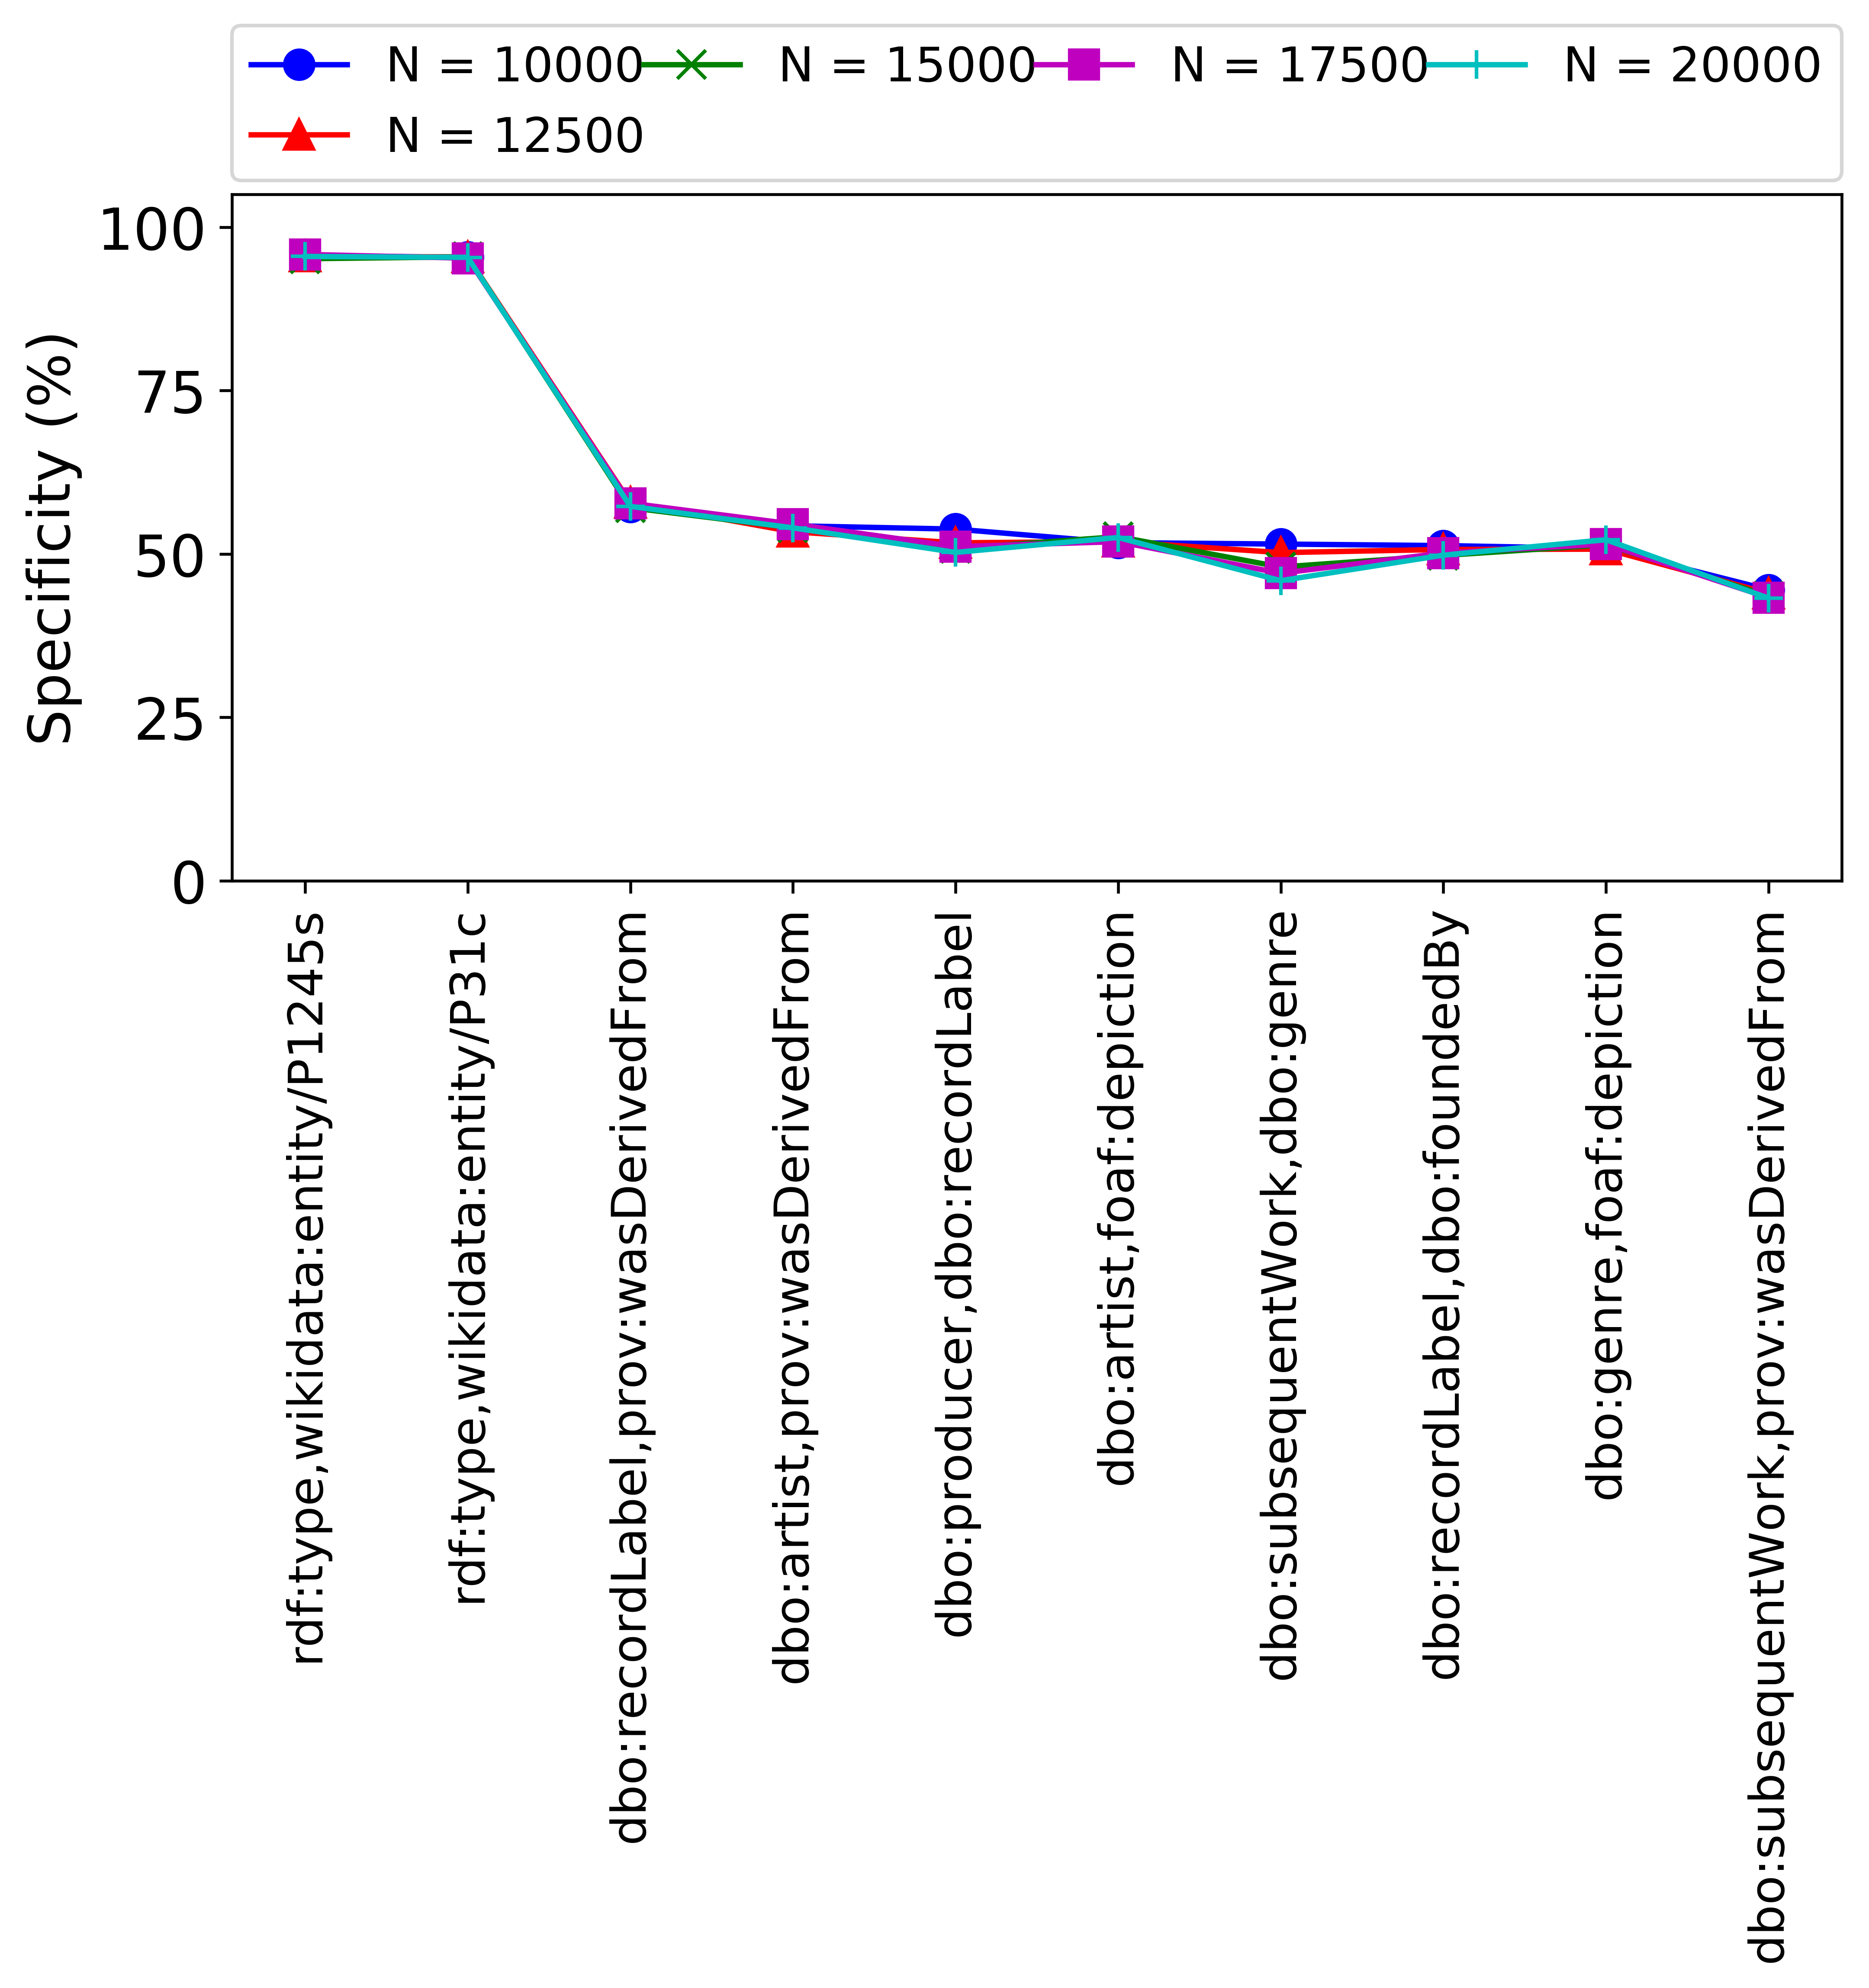 N = 10000 N = 15000 N = 17500 N = 20000
N = 12500
Specificity (%)
100
75
50
25
0
rdf:type,wikidata:entity/P1245s
rdf:type,wikidata:entity/P31c
dbo:recordLabel,prov:wasDerivedFrom
dbo:artist,prov:wasDerivedFrom
dbo:producer,dbo:recordLabel
dbo:artist,foaf:depiction
dbo:subsequentWork,dbo:genre
dbo:recordLabel,dbo:foundedBy
dbo:genre,foaf:depiction
dbo:subsequentWork,prov:wasDerivedFrom